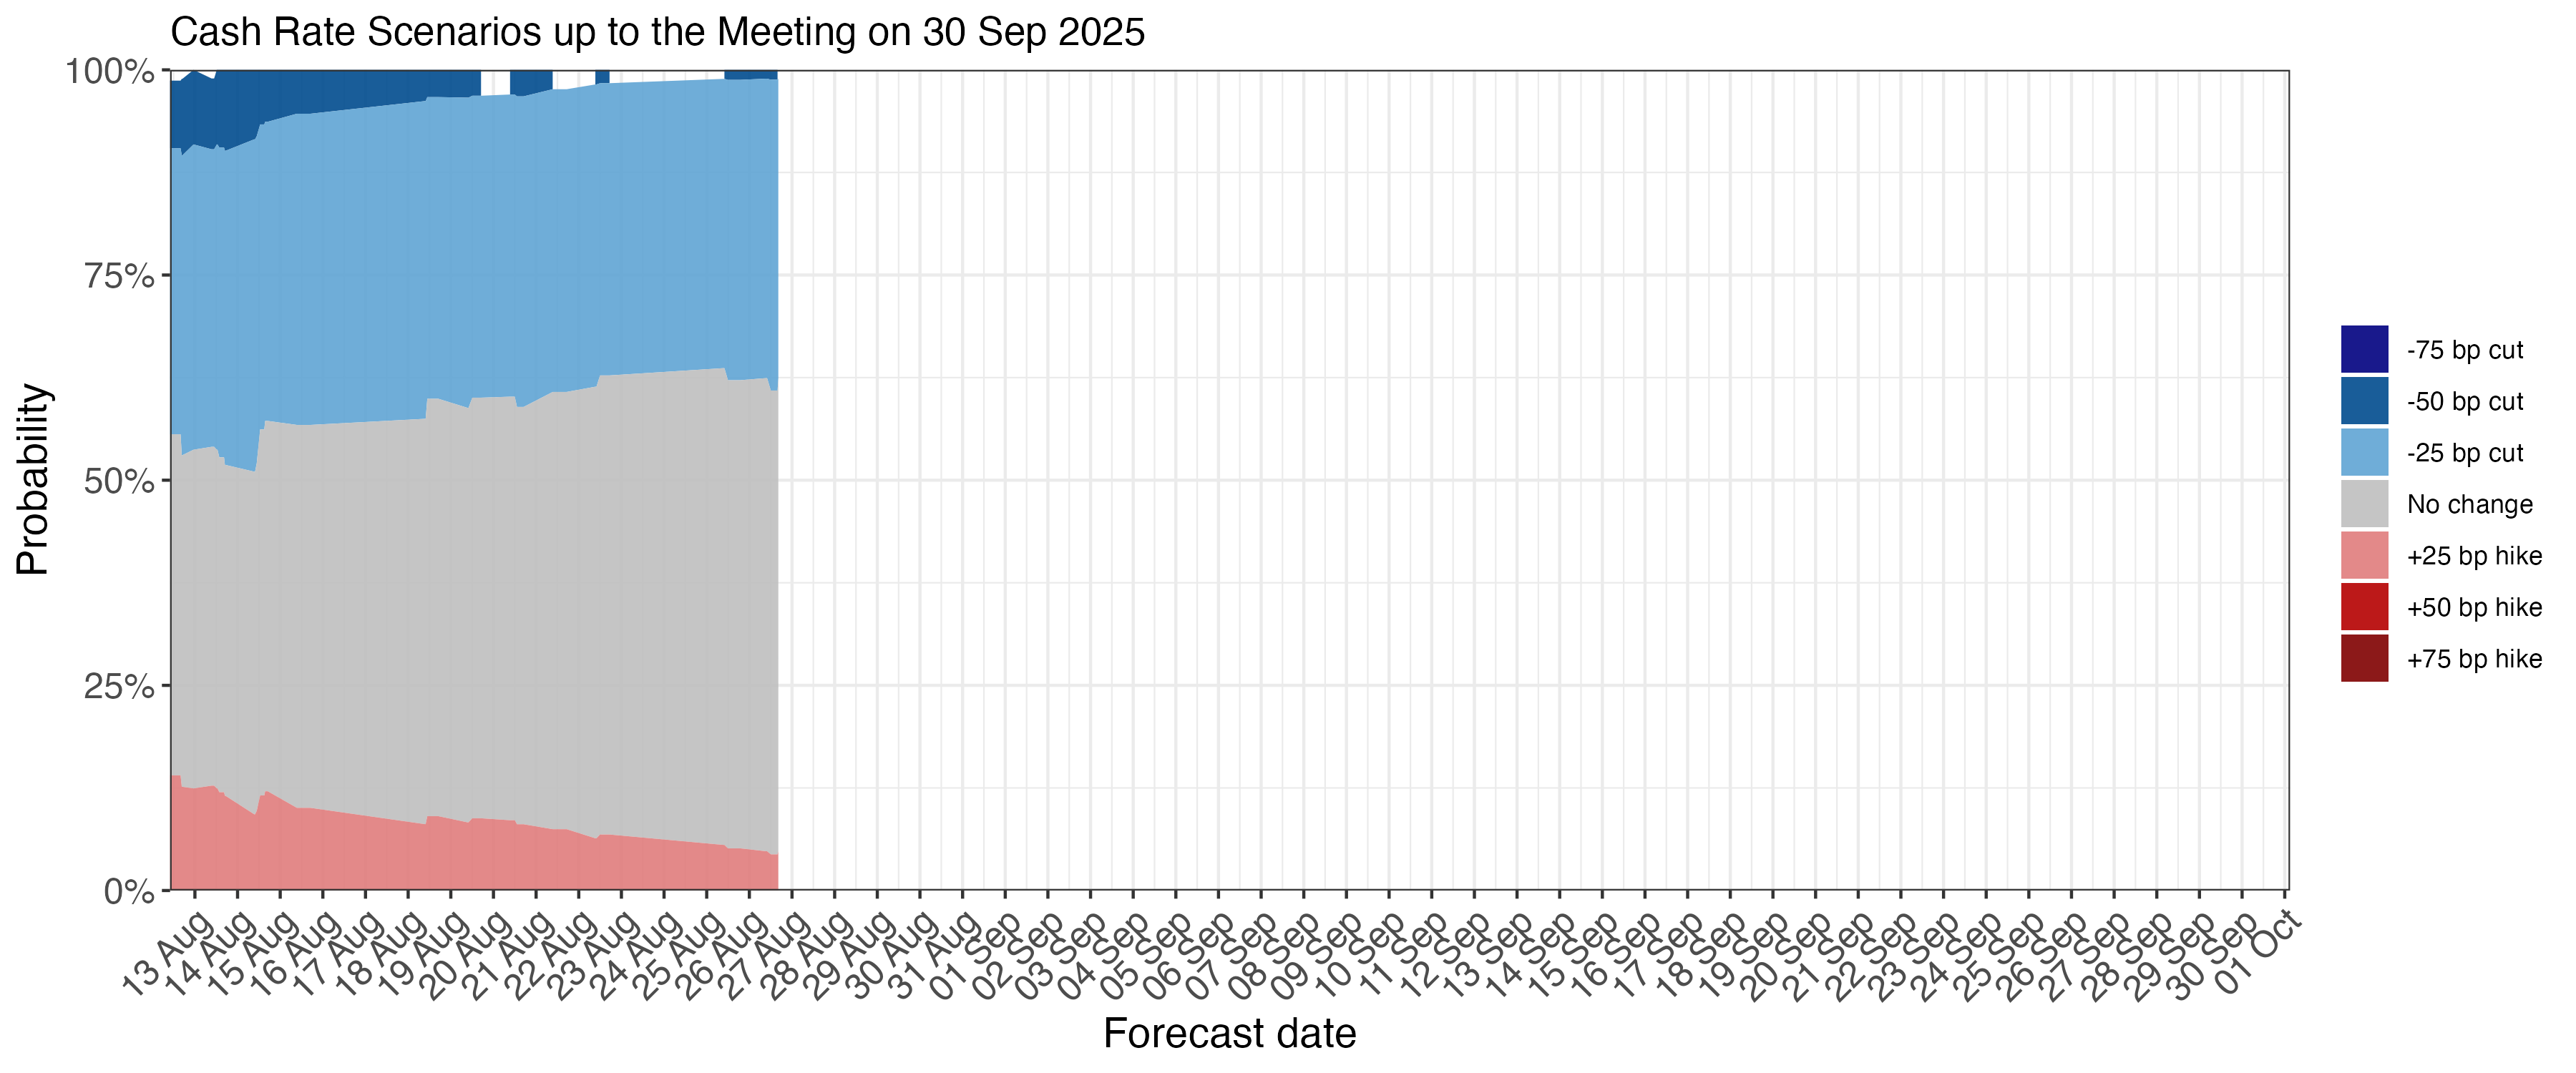 Cash Rate Scenarios up to the Meeting on 30 Sep 2025
100%
75%
50%
25%
0%
Probability
13 Aug
14 Aug
15 Aug
16 Aug
17 Aug
18 Aug
19 Aug
20 Aug
21 Aug
22 Aug
23 Aug
24 Aug
25 Aug
26 Aug
27 Aug
28 Aug
29 Aug
30 Aug
31 Aug
01 Sep
02 Sep
03 Sep
04 Sep
05 Sep
06 Sep
07 Sep
08 Sep
09 Sep
10 Sep
11 Sep
12 Sep
13 Sep
14 Sep
15 Sep
16 Sep
17 Sep
18 Sep
19 Sep
20 Sep
21 Sep
22 Sep
23 Sep
24 Sep
25 Sep
26 Sep
27 Sep
28 Sep
29 Sep
30 Sep
01 Oct
Forecast date
-75 bp cut
-50 bp cut
-25 bp cut
No change
+25 bp hike
+50 bp hike
+75 bp hike